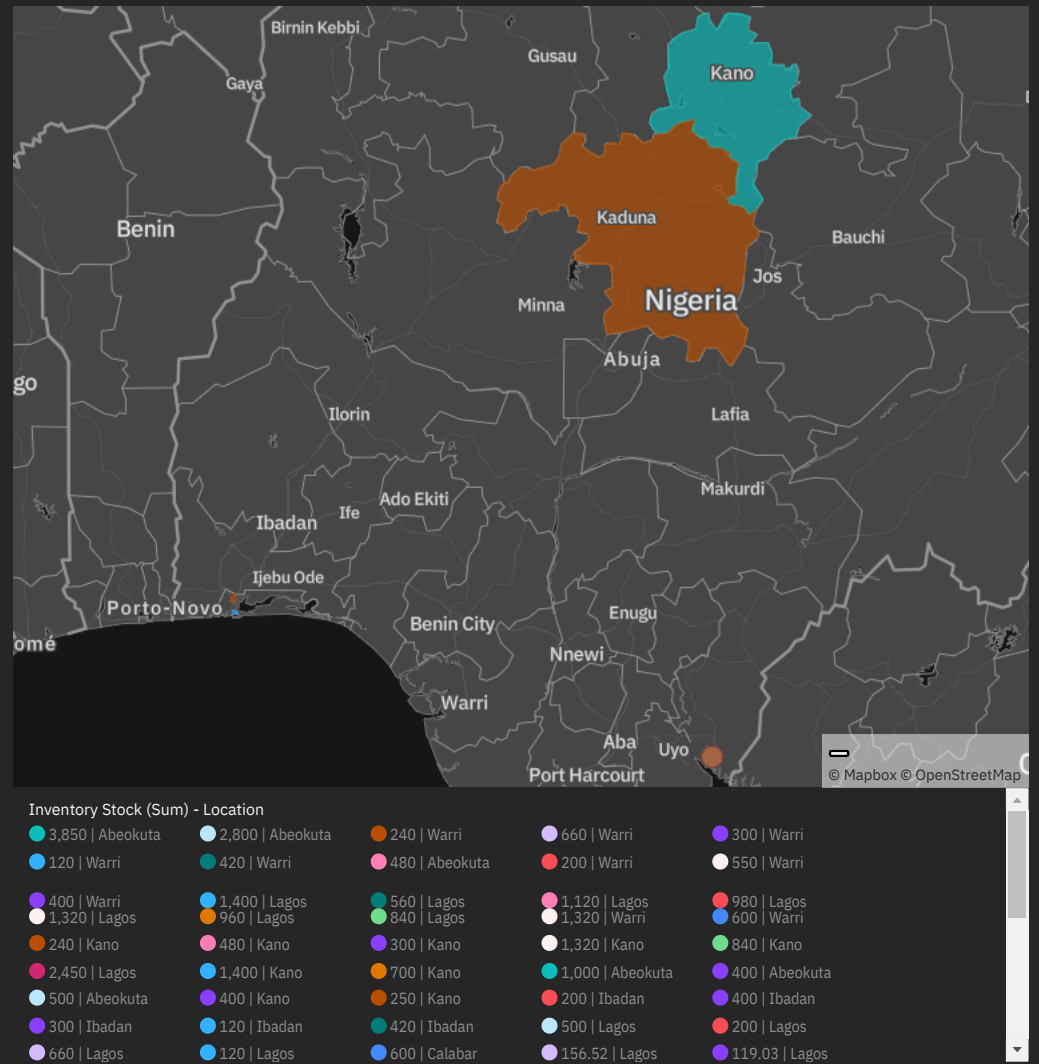 Birnin Kebbi
Gusau
Kano
Gaya
Kaduna
Benin
Bauchi
Jos
Nigeria
Minna
Abuja
go
Ilorin
Lafia
Makurdi
Ado Ekiti
Ife
Ibadan
Ijebu Ode
Porto-Novo
Enugu
Benin City
omé
Nnewi
Warri
Aba
Uyo
Port Harcourt
© Mapbox © OpenStreetMap
Inventory Stock (Sum) - Location
3,850 | Abeokuta 2,800 | Abeokuta 240 | Warri 660 | Warri 300 | Warri
120 | Warri 420 | Warri 480 | Abeokuta 200 | Warri 550 | Warri
400 | Warri 1,400 | Lagos 560 | Lagos 1,120 | Lagos 980 | Lagos
1,320 | Lagos 960 | Lagos 840 | Lagos 1,320 | Warri 600 | Warri
240 | Kano 480 | Kano 300 | Kano 1,320 | Kano 840 | Kano
2,450 | Lagos 1,400 | Kano 700 | Kano 1,000 | Abeokuta 400 | Abeokuta
500 | Abeokuta 400 | Kano 250 | Kano 200 | Ibadan 400 | Ibadan
300 | Ibadan 120 | Ibadan 420 | Ibadan 500 | Lagos 200 | Lagos
660 | Lagos 120 | Lagos 600 | Calabar 156.52 | Lagos 119.03 | Lagos